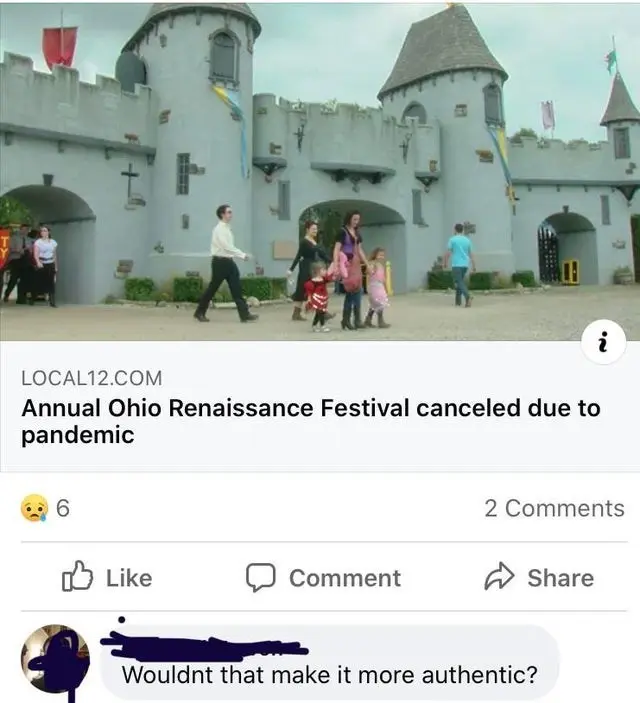 TY
LOCAL12.COM
Annual Ohio Renaissance Festival canceled due to
pandemic
6
2 Comments
Like
Comment
Share
Wouldnt that make it more authentic?